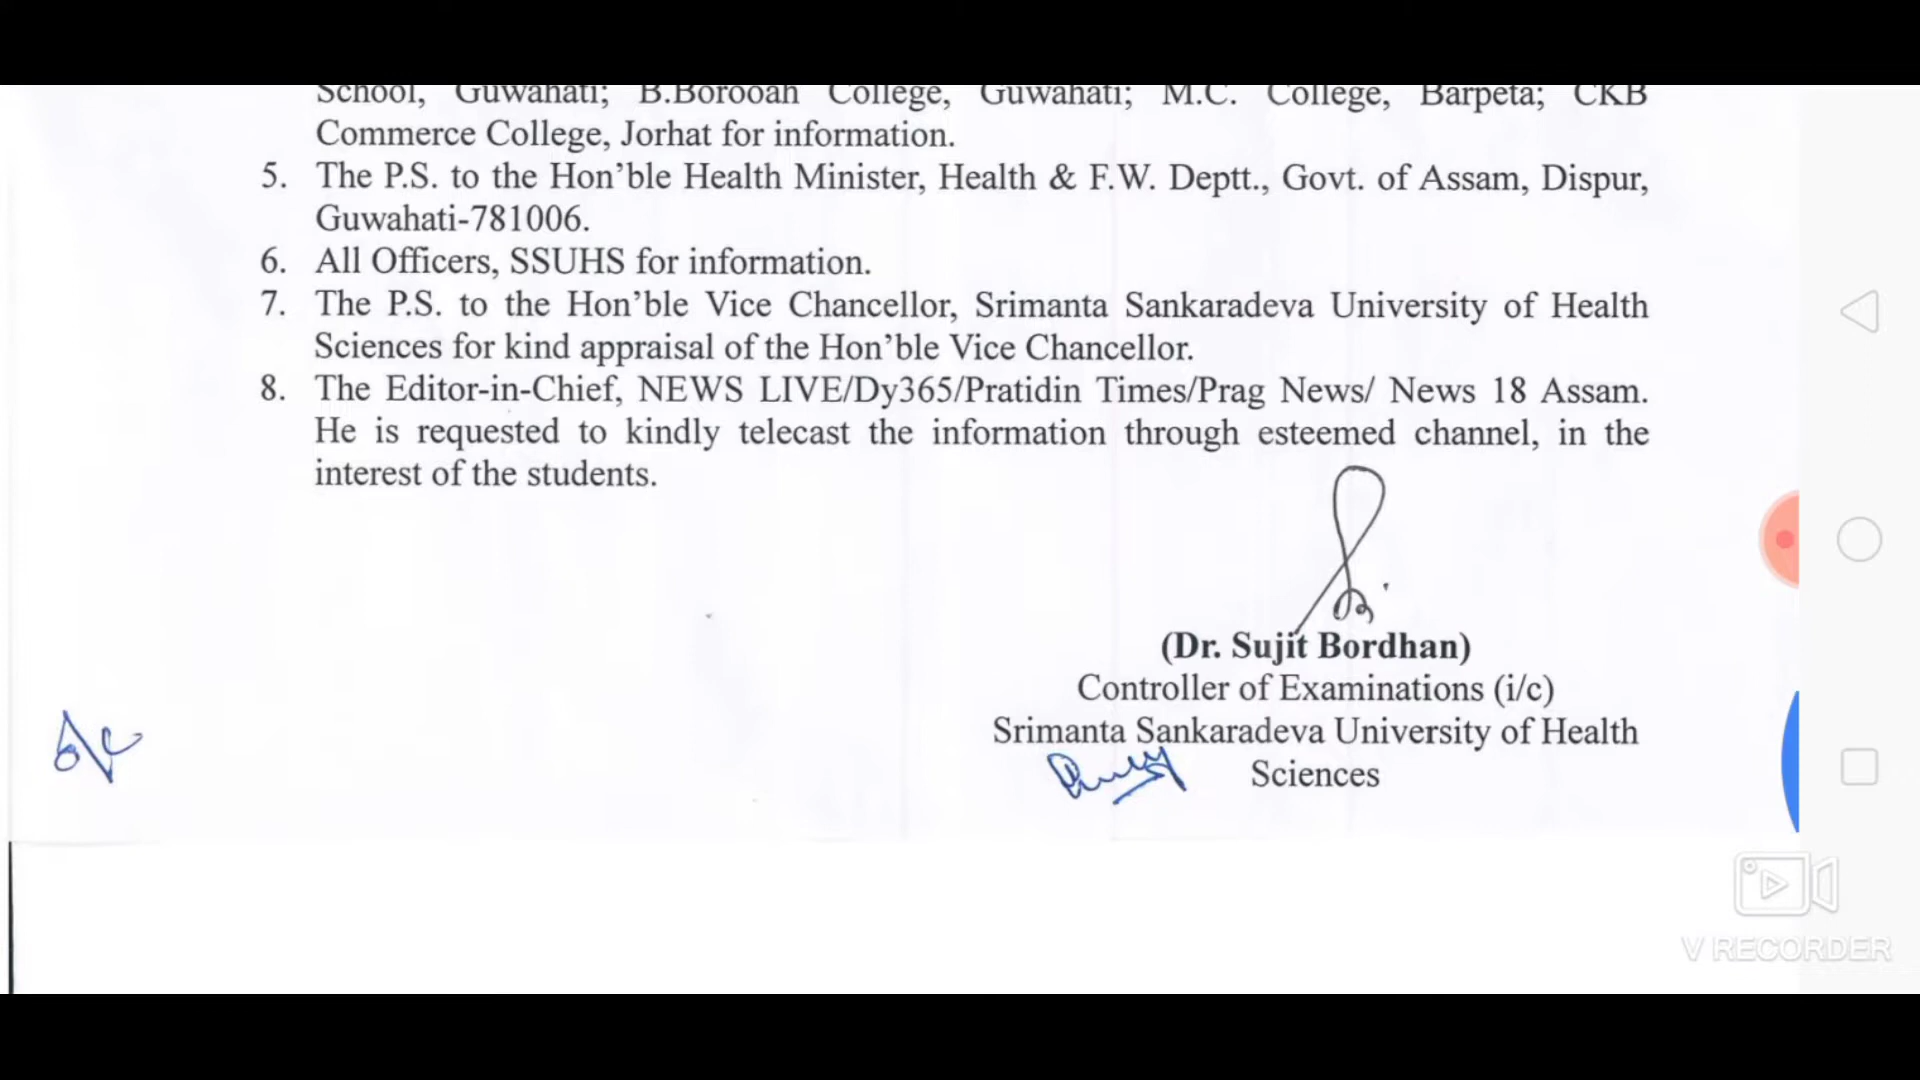 School, Guwahati; B.Borooah College, Guwahati; M.C. College, Barpeta; CKB
Commerce College, Jorhat for information.
5. The P.S. to the Hon’ble Health Minister, Health & F.W. Deptt., Govt. of Assam, Dispur,
Guwahati-781006.
6. All Officers, SSUHS for information.
7. The P.S. to the Hon’ble Vice Chancellor, Srimanta Sankaradeva University of Health
Sciences for kind appraisal of the Hon’ble Vice Chancellor.
8. The Editor-in-Chief, NEWS LIVE/Dy365/Pratidin Times/Prag News/ News 18 Assam.
He is requested to kindly telecast the information through esteemed channel, in the
interest of the students.
(Dr. Sujit Bordhan)
Controller of Examinations (i/c)
Srimanta Sankaradeva University of Health
Sciences
V RECORDER